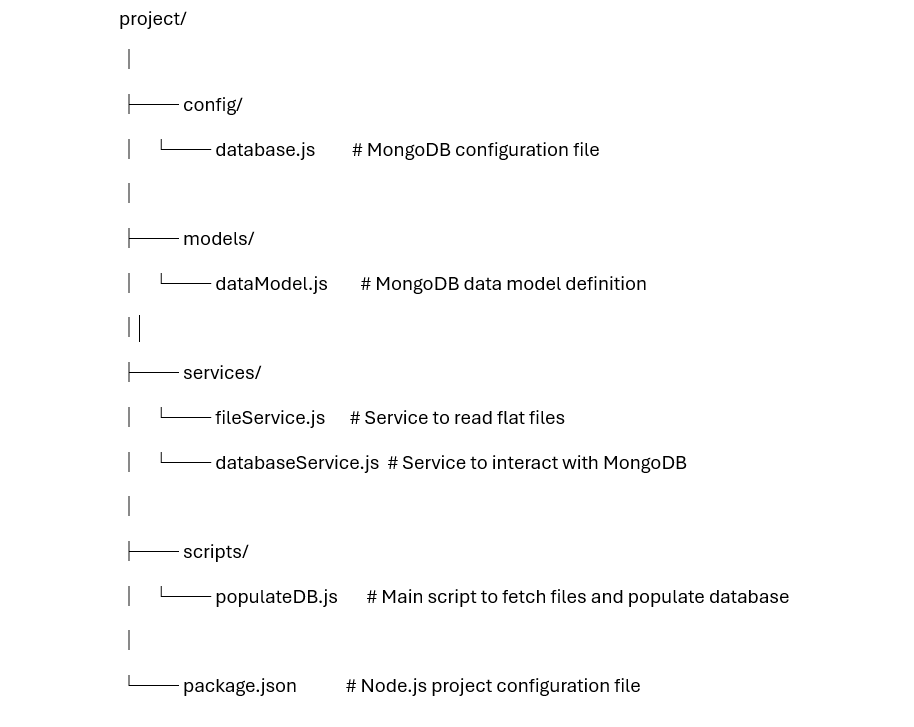 project/
│
├── config/
│ └── database.js # MongoDB configuration file
│
├── models/
│ └── dataModel.js # MongoDB data model definition
│
├── services/
│ └── fileService.js # Service to read flat files
│ └── databaseService.js # Service to interact with MongoDB
│
├── scripts/
│ └── populateDB.js # Main script to fetch files and populate database
│
└── package.json # Node.js project configuration file